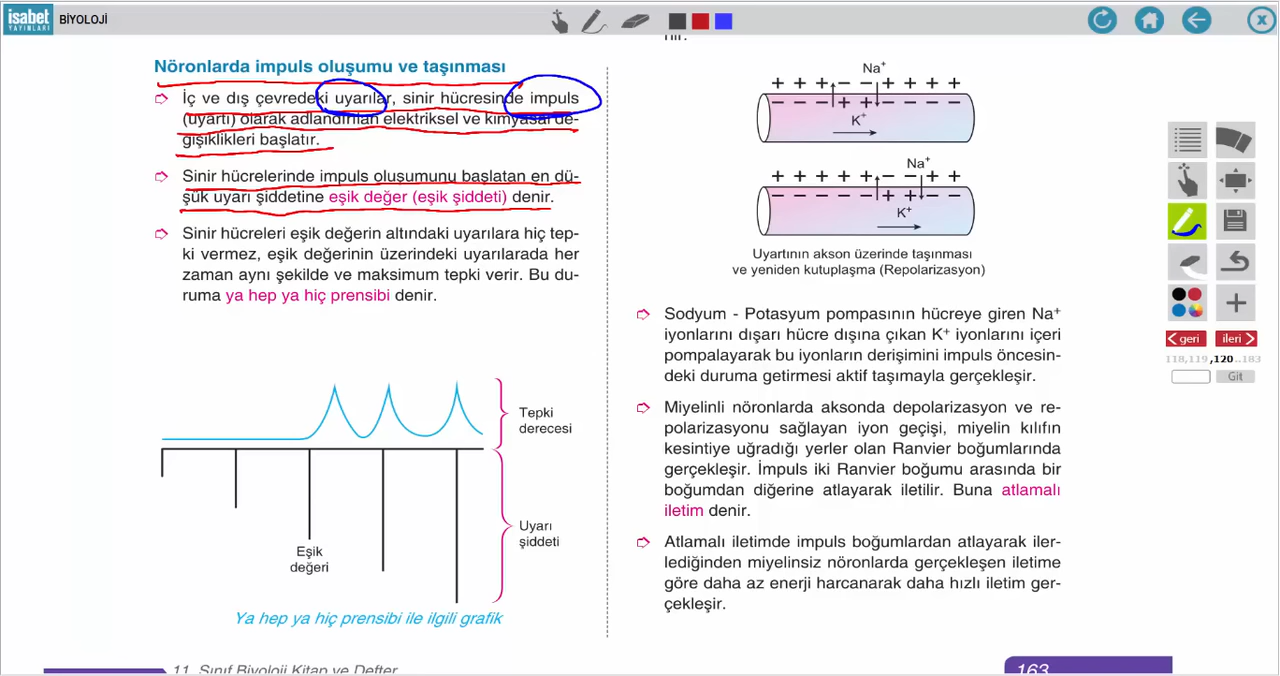 isabet
YAYINLARI
BİYOLOJİ
Nöronlarda impuls oluşumu ve taşınması
İç ve dış çevredeki uyarılar, sinir hücresinde impuls
(uyartı) olarak adlandırılan elektriksel ve kimyasal de-
ğişiklikleri başlatır.
Sinir hücrelerinde impuls oluşumunu başlatan en dü-
şük uyarı şiddetine eşik değer (eşik şiddeti) denir.
Sinir hücreleri eşik değerin altındaki uyarılara hiç tep-
ki vermez, eşik değerinin üzerindeki uyarılarada her
zaman aynı şekilde ve maksimum tepki verir. Bu du-
ruma ya hep ya hiç prensibi denir.
Tepki
derecesi
Uyarı
şiddeti
Eşik
değeri
Ya hep ya hiç prensibi ile ilgili grafik
11. Sınıf Biyoloji Kitap ve Defter
nir.
Na+
+ + + − − + + + +
− − − + + − − − −
K+
Na+
+ + + + + − − + +
− − − − − + + − −
K+
Uyartının akson üzerinde taşınması
ve yeniden kutuplaşma (Repolarizasyon)
Sodyum - Potasyum pompasının hücreye giren Na+
iyonlarını dışarı hücre dışına çıkan K+ iyonlarını içeri
pompalayarak bu iyonların derişimini impuls öncesin-
deki duruma getirmesi aktif taşımayla gerçekleşir.
Miyelinli nöronlarda aksonda depolarizasyon ve re-
polarizasyonu sağlayan iyon geçişi, miyelin kılıfın
kesintiye uğradığı yerler olan Ranvier boğumlarında
gerçekleşir. İmpuls iki Ranvier boğumu arasında bir
boğumdan diğerine atlayarak iletilir. Buna atlamalı
iletim denir.
Atlamalı iletimde impuls boğumlardan atlayarak iler-
lediğinden miyelinsiz nöronlarda gerçekleşen iletime
göre daha az enerji harcanarak daha hızlı iletim ger-
çekleşir.
163
geri
ileri
118,119,120..183
Git